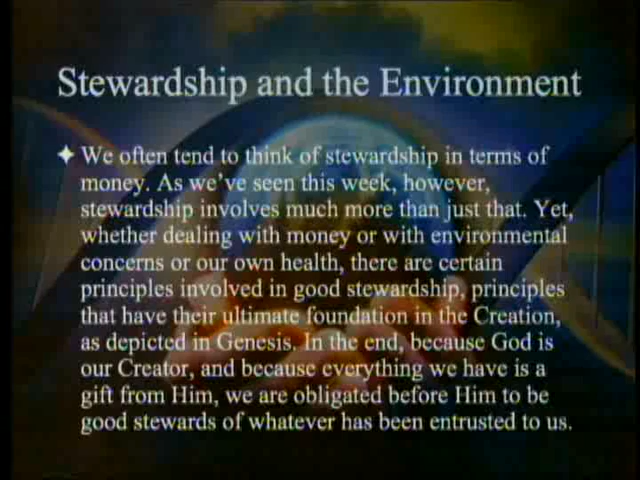 Stewardship and the Environment
We often tend to think of stewardship in terms of
money. As we've seen this week, however,
stewardship involves much more than just that. Yet,
whether dealing with money or with environmental
concerns or our own health, there are certain
principles involved in good stewardship, principles
that have their ultimate foundation in the Creation,
as depicted in Genesis. In the end, because God is
our Creator, and because everything we have is a
gift from Him, we are obligated before Him to be
good stewards of whatever has been entrusted to us.